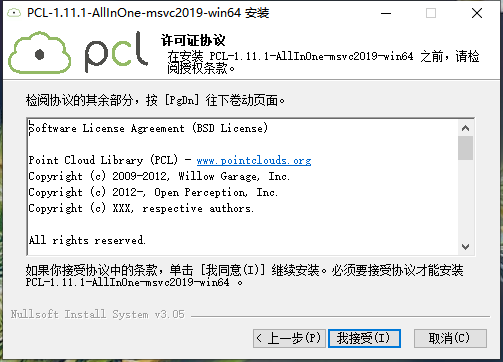 PCL-1.11.1-AllInOne-msvc2019-win64 安装
pcl
许可证协议
在安装 PCL-1.11.1-AllInOne-msvc2019-win64 之前，请检
阅授权条款。
检阅协议的其余部分，按 [PgDn] 往下卷动页面。
Software License Agreement (BSD License)
Point Cloud Library (PCL) - www.pointclouds.org
Copyright (c) 2009-2012, Willow Garage, Inc.
Copyright (c) 2012-, Open Perception, Inc.
Copyright (c) XXX, respective authors.
All rights reserved.
如果你接受协议中的条款，单击 [我同意(I)] 继续安装。必须要接受协议才能安装
PCL-1.11.1-AllInOne-msvc2019-win64 。
Nullsoft Install System v3.05
< 上一步(P)
我接受(I)
取消(C)